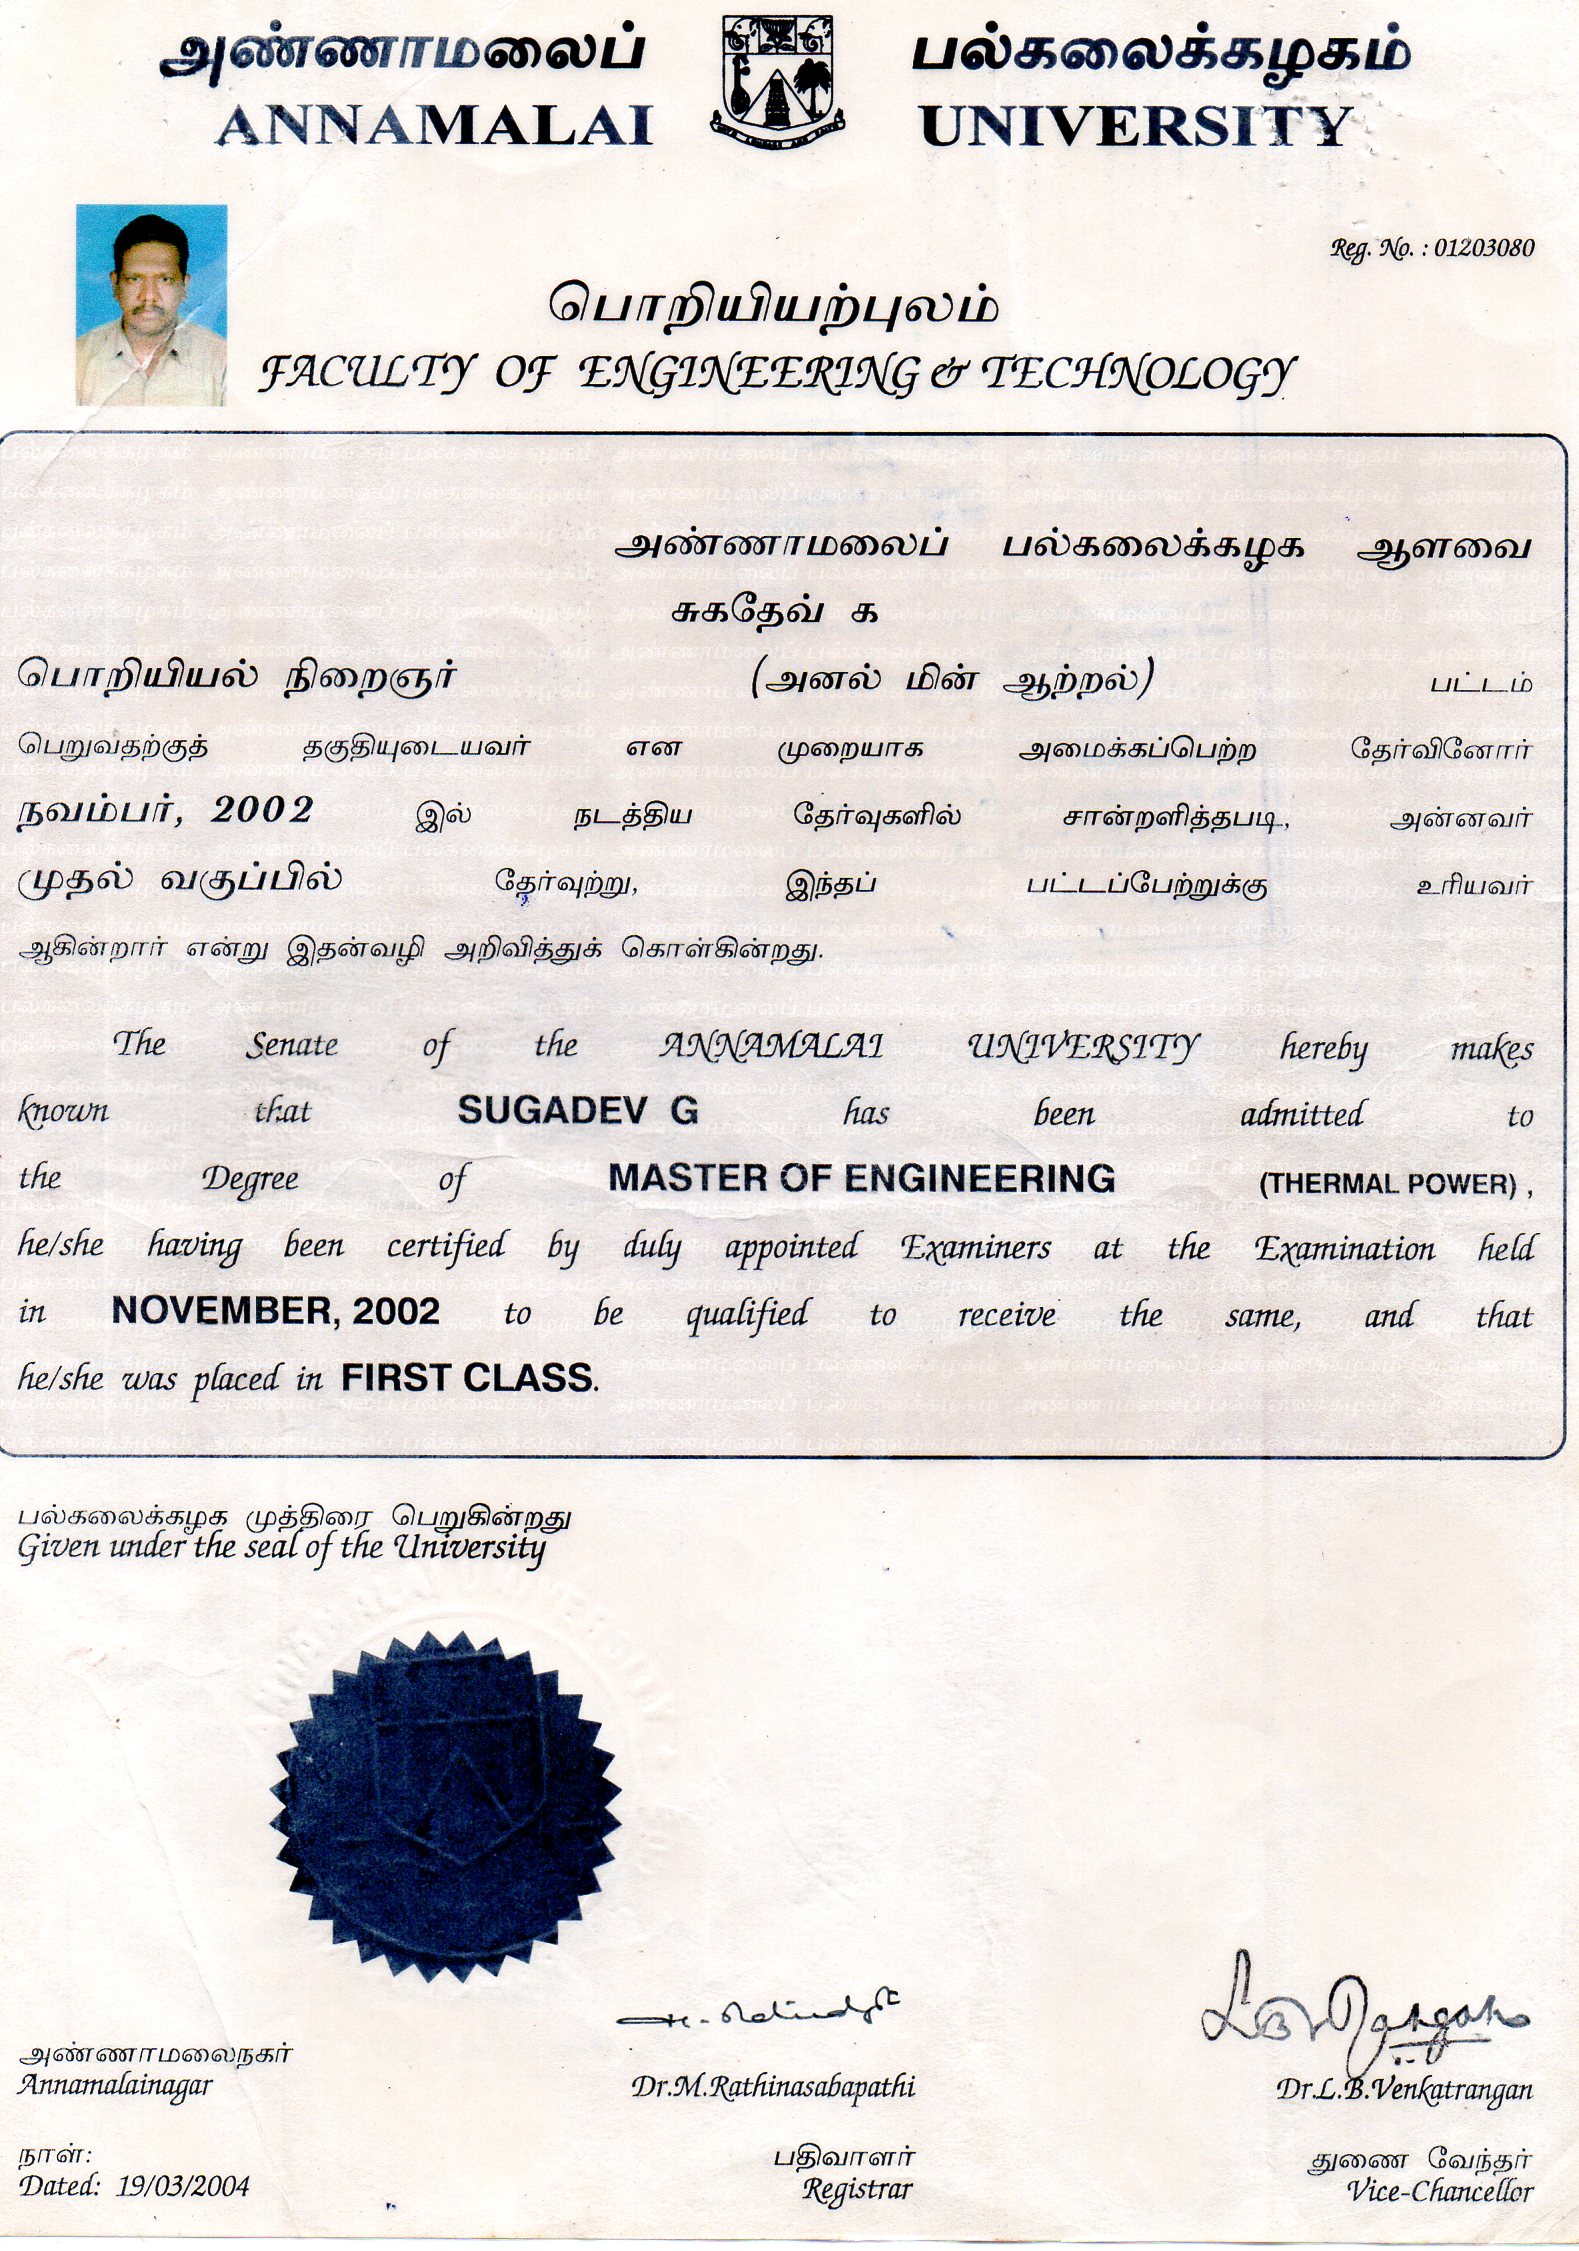 அண்ணாமலைப் பல்கலைக்கழகம்
ANNAMALAI UNIVERSITY
Reg. No. : 01203080
பொறியியற்புலம்
FACULTY OF ENGINEERING & TECHNOLOGY
அண்ணாமலைப் பல்கலைக்கழக ஆளவை
சுகதேவ் க
பொறியியல் நிறைஞர் (அனல் மின் ஆற்றல்) பட்டம்
பெறுவதற்குத் தகுதியுடையவர் என முறையாக அமைக்கப்பெற்ற தேர்வினோர்
நவம்பர், 2002 இல் நடத்திய தேர்வுகளில் சான்றளித்தபடி, அன்னவர்
முதல் வகுப்பில் தேர்வுற்று, இந்தப் பட்டப்பேற்றுக்கு உரியவர்
ஆகின்றார் என்று இதன்வழி அறிவித்துக் கொள்கின்றது.
The Senate of the ANNAMALAI UNIVERSITY hereby makes
known that SUGADEV G has been admitted to
the Degree of MASTER OF ENGINEERING (THERMAL POWER) ,
he/she having been certified by duly appointed Examiners at the Examination held
in NOVEMBER, 2002 to be qualified to receive the same, and that
he/she was placed in FIRST CLASS.
பல்கலைக்கழக முத்திரை பெறுகின்றது
Given under the seal of the University
அண்ணாமலைநகர்
Annamalainagar
Dr.M.Rathinasabapathi
Dr.L.B.Venkatrangan
நாள்:
Dated: 19/03/2004
பதிவாளர்
Registrar
துணை வேந்தர்
Vice-Chancellor